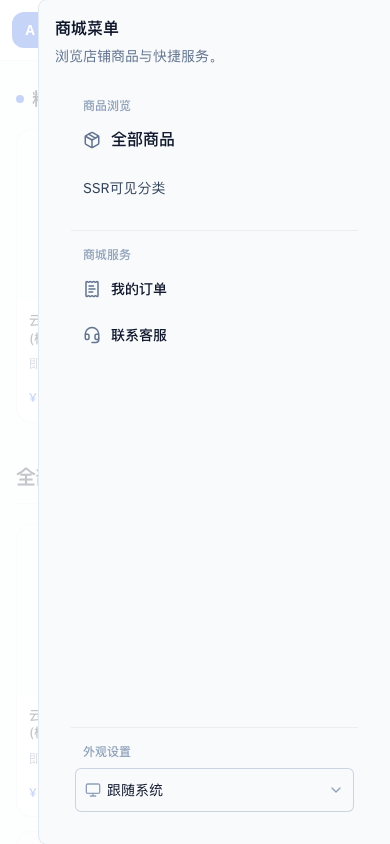 商城菜单
浏览店铺商品与快捷服务。
A
商品浏览
全部商品
SSR可见分类
商城服务
我的订单
联系客服
¥
全
¥
外观设置
跟随系统